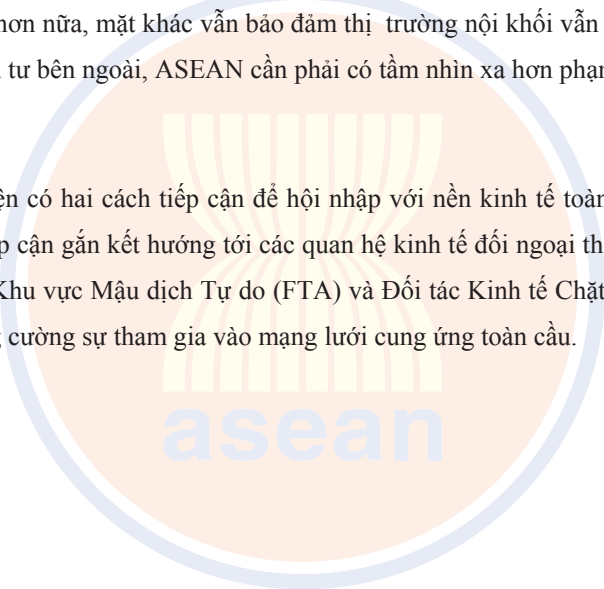 hơn nữa, mặt khác vẫn bảo đảm thị trường nội khối vẫn
tư bên ngoài, ASEAN cần phải có tầm nhìn xa hơn phạm
có hai cách tiếp cận để hội nhập với nền kinh tế toàn
cận gắn kết hướng tới các quan hệ kinh tế đối ngoại
Khu vực Mậu dịch Tự do (FTA) và Đối tác Kinh tế Chặt
cường sự tham gia vào mạng lưới cung ứng toàn cầu.
asean